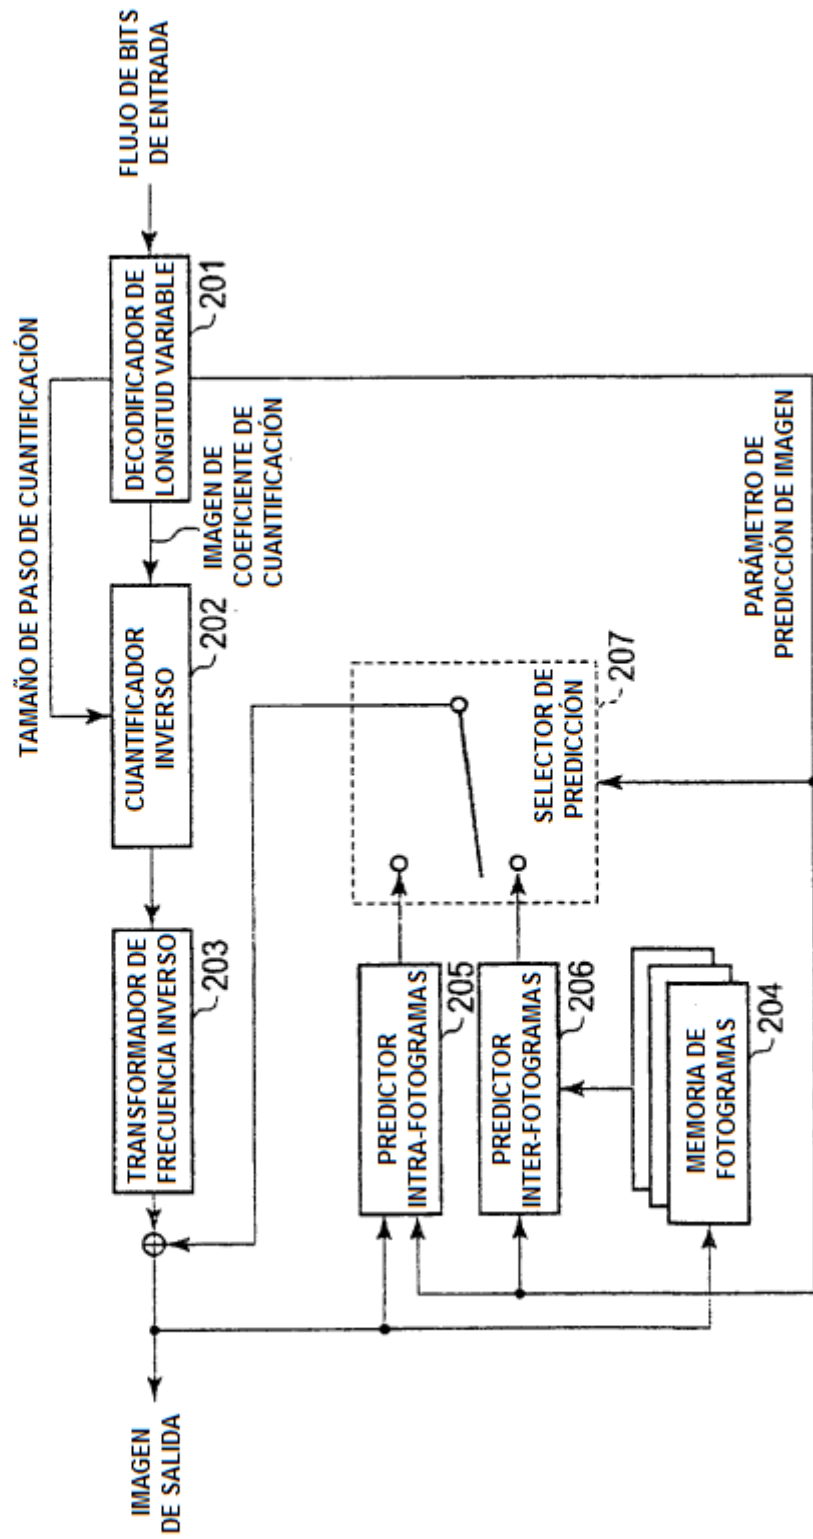 FLUJO DE BITS
DE ENTRADA
TAMAÑO DE PASO DE CUANTIFICACIÓN
DECODIFICADOR DE
LONGITUD VARIABLE
201
IMAGEN DE
COEFICIENTE DE
CUANTIFICACIÓN
CUANTIFICADOR
INVERSO
202
TRANSFORMADOR DE
FRECUENCIA INVERSO
203
IMAGEN
DE SALIDA
SELECTOR DE
PREDICCIÓN
207
PREDICTOR
INTRA-FOTOGRAMAS
205
PREDICTOR
INTER-FOTOGRAMAS
206
MEMORIA DE
FOTOGRAMAS
204
PARÁMETRO DE
PREDICCIÓN DE IMAGEN